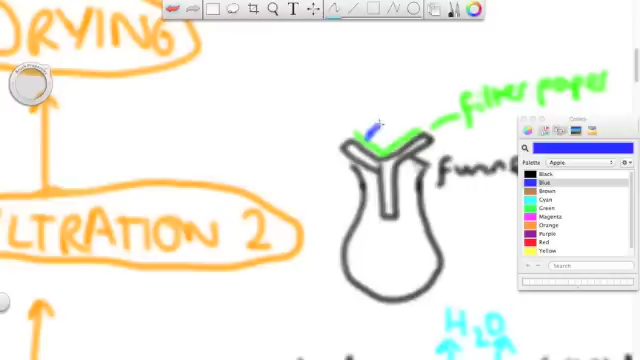 DRYING
filter paper
funn
LTRATION 2
H2O
Colors
Palette: Apple
Black
Blue
Brown
Cyan
Green
Magenta
Orange
Purple
Red
Yellow
Search